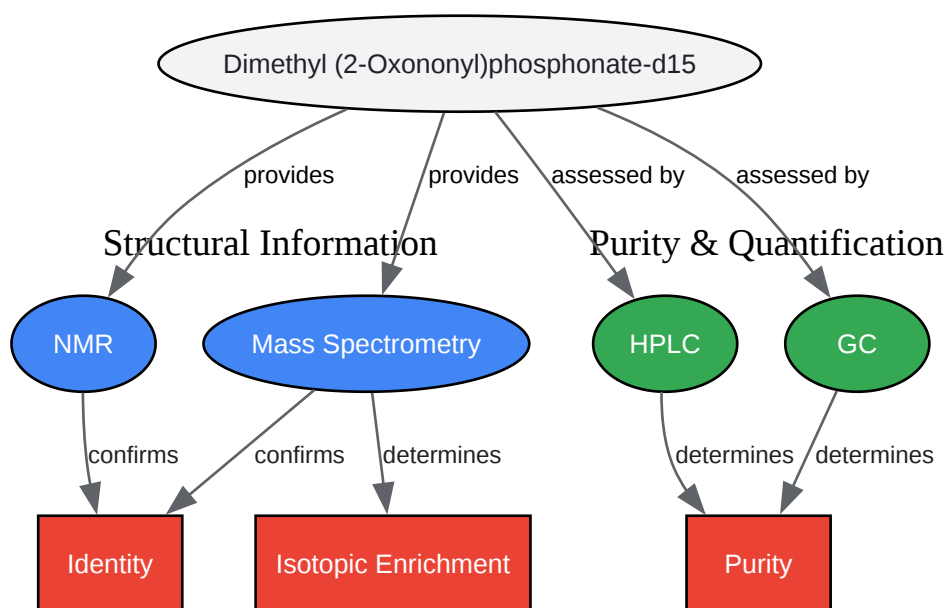 Dimethyl (2-Oxononyl)phosphonate-d15
provides
provides
assessed by
assessed by
Structural Information
Purity & Quantification
NMR
Mass Spectrometry
HPLC
GC
confirms
confirms
determines
determines
determines
Identity
Isotopic Enrichment
Purity